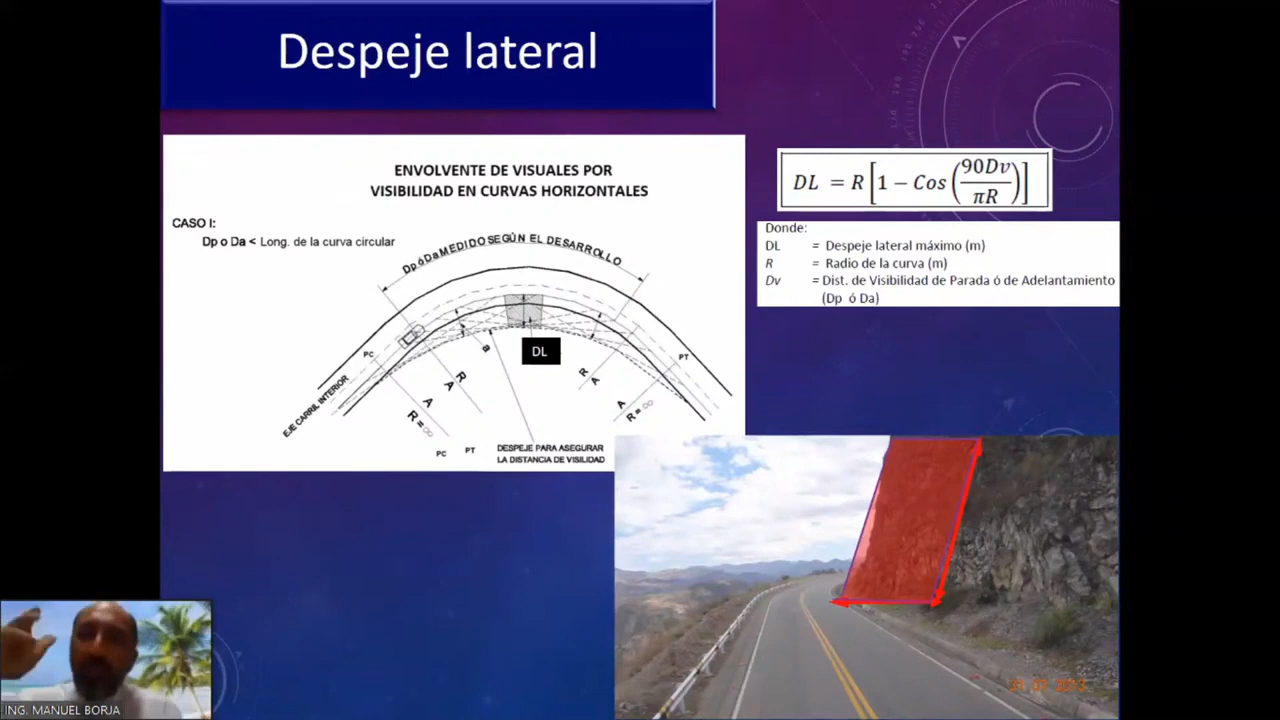 Despeje lateral
ENVOLVENTE DE VISUALES POR
VISIBILIDAD EN CURVAS HORIZONTALES
CASO I:
Dp o Da < Long. de la curva circular
Dp ó Da MEDIDO SEGÚN EL DESARROLLO
PC
a
DL
R
A
PT
EJE CARRIL INTERIOR
R
A
A
R = ∞
A
R = ∞
PC PT
DESPEJE PARA ASEGURAR
LA DISTANCIA DE VISILIDAD
DL = R [1 − Cos (90Dv / πR)]
Donde:
DL = Despeje lateral máximo (m)
R = Radio de la curva (m)
Dv = Dist. de Visibilidad de Parada ó de Adelantamiento
(Dp ó Da)
ING. MANUEL BORJA